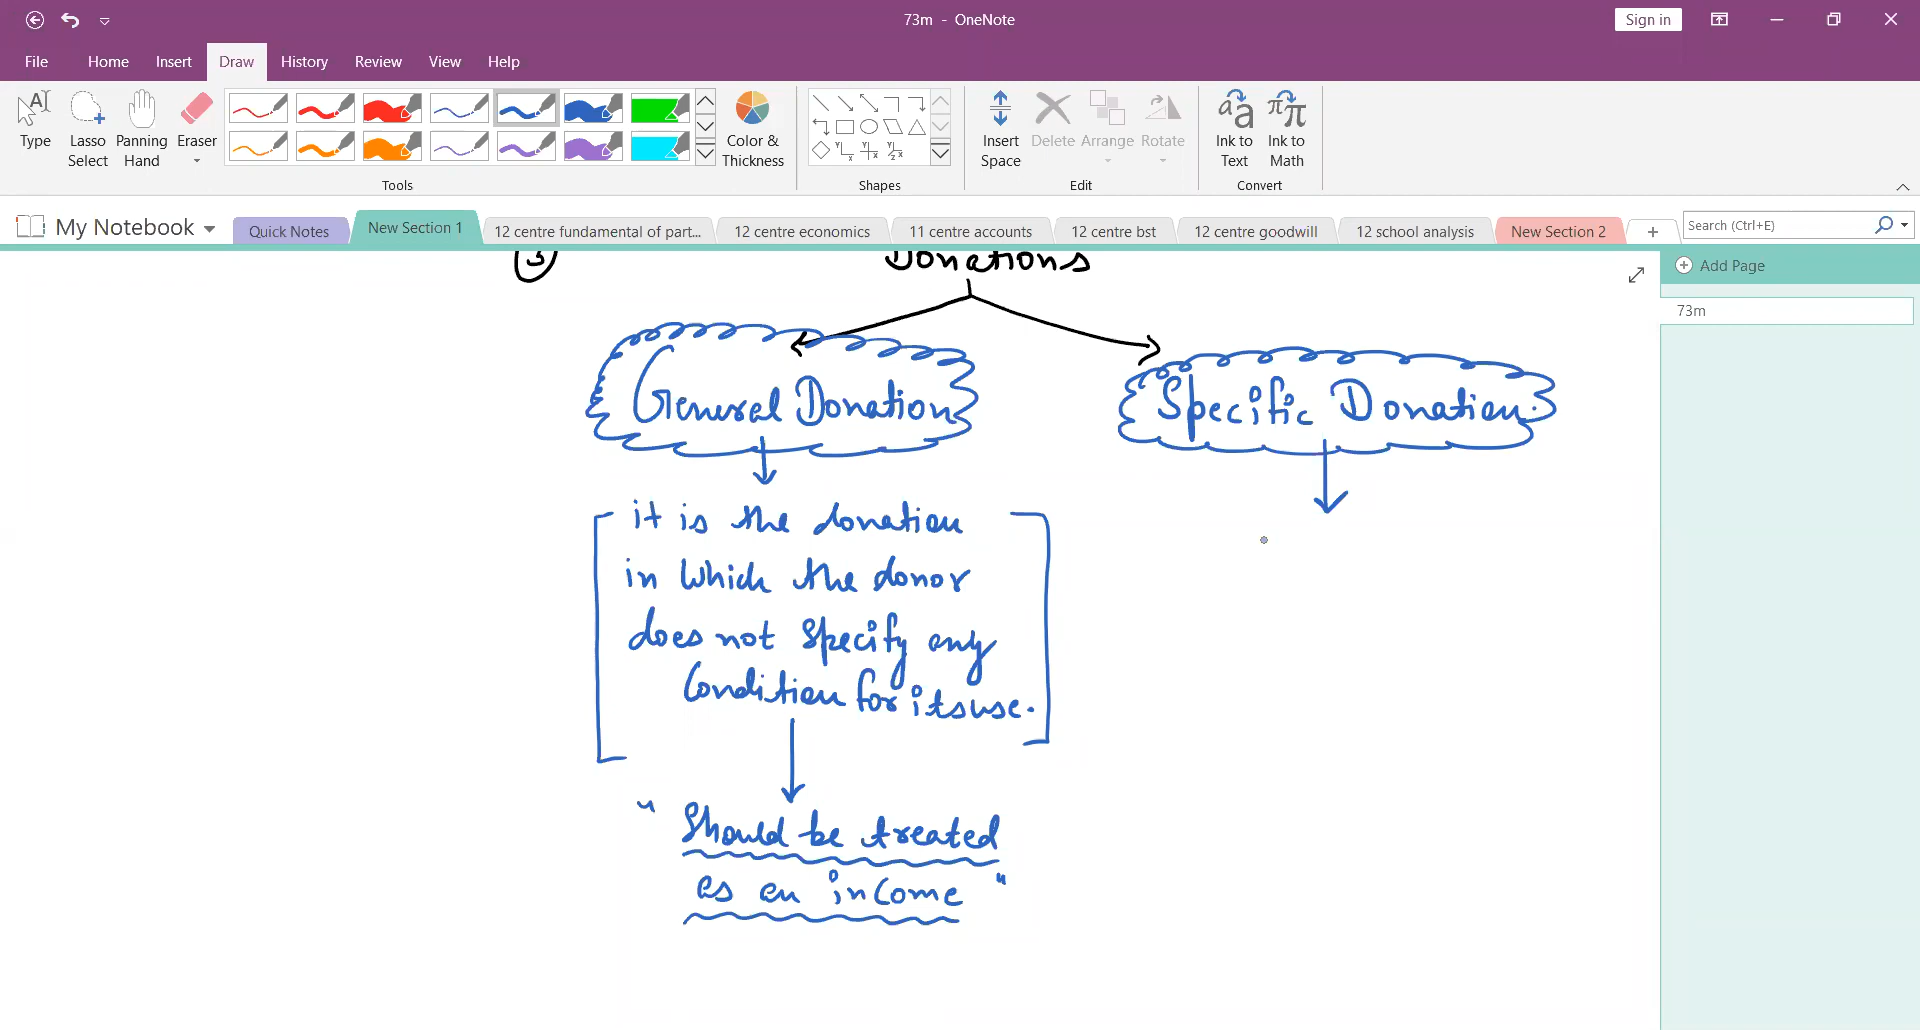 73m - OneNote
Sign in
File Home Insert Draw History Review View Help
Type
Lasso Select
Panning Hand
Eraser
Color & Thickness
Insert Space
Delete
Arrange
Rotate
Ink to Text
Ink to Math
Tools
Shapes
Edit
Convert
My Notebook
Quick Notes
New Section 1
12 centre fundamental of part...
12 centre economics
11 centre accounts
12 centre bst
12 centre goodwill
12 school analysis
New Section 2
Search (Ctrl+E)
Add Page
73m
3
Donations
General Donation
Specific Donation.
it is the donation
in which the donor
does not specify any
Condition for its use.
" Should be treated
as an income "